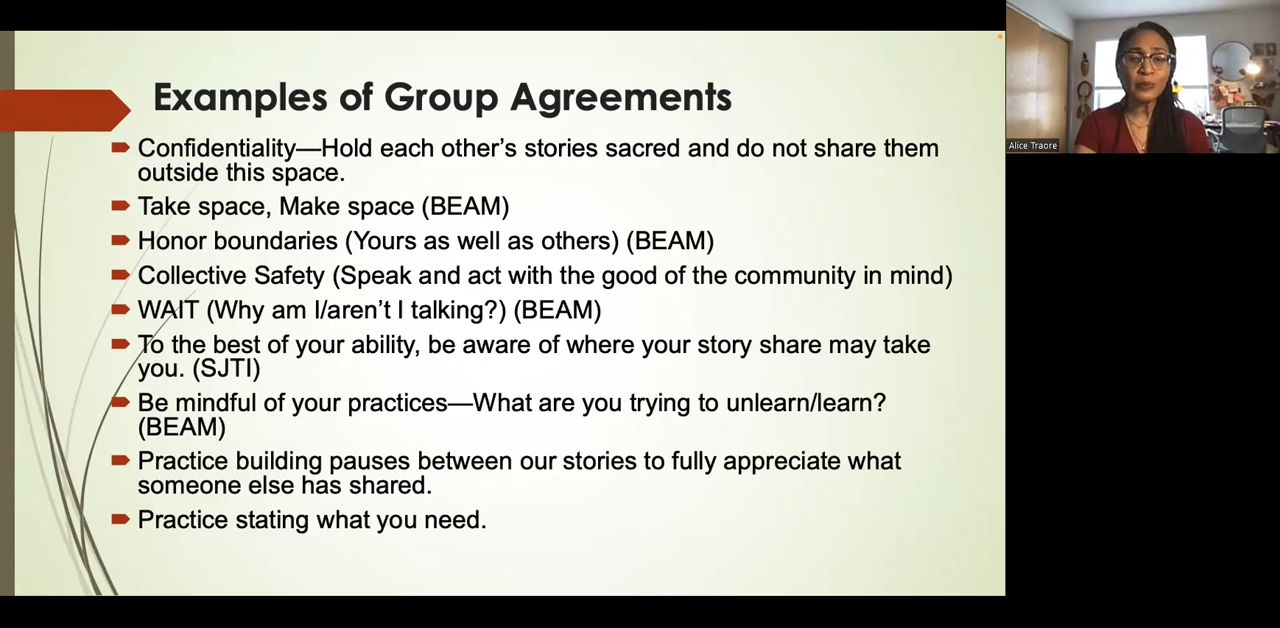 Examples of Group Agreements
Confidentiality—Hold each other's stories sacred and do not share them
outside this space.
Take space, Make space (BEAM)
Honor boundaries (Yours as well as others) (BEAM)
Collective Safety (Speak and act with the good of the community in mind)
WAIT (Why am I/aren't I talking?) (BEAM)
To the best of your ability, be aware of where your story share may take
you. (SJTI)
Be mindful of your practices—What are you trying to unlearn/learn?
(BEAM)
Practice building pauses between our stories to fully appreciate what
someone else has shared.
Practice stating what you need.
Alice Traore